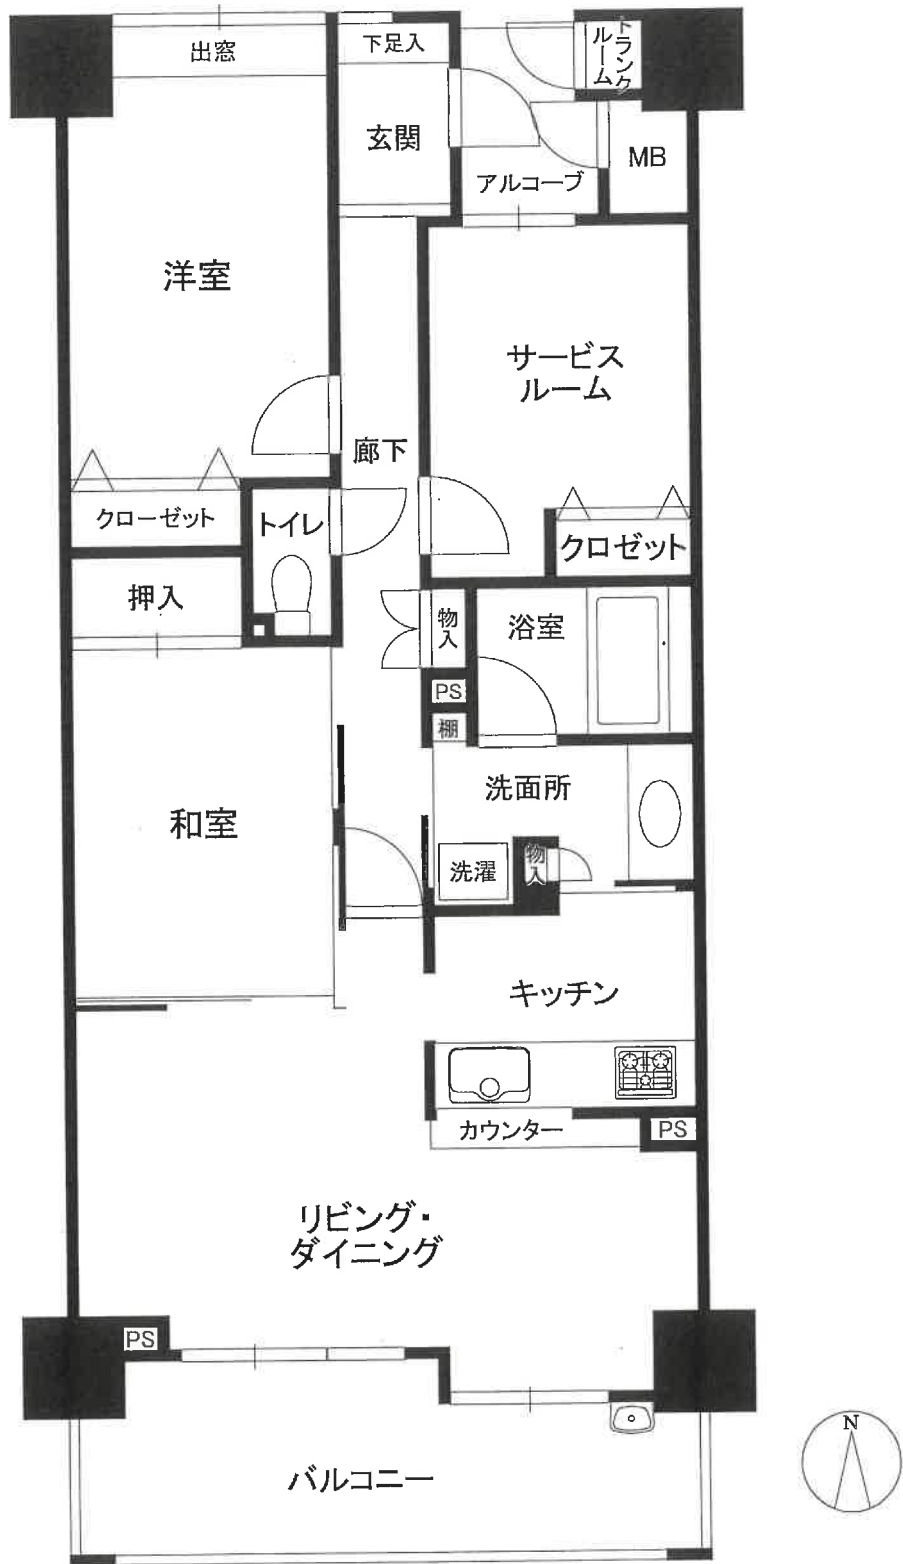 出窓
下足入
トランク
ルーム
玄関
MB
アルコーブ
洋室
サービス
ルーム
廊下
クローゼット
トイレ
クロゼット
押入
物入
浴室
PS
棚
洗面所
和室
物入
洗濯
キッチン
カウンター
PS
リビング・
ダイニング
PS
N
バルコニー